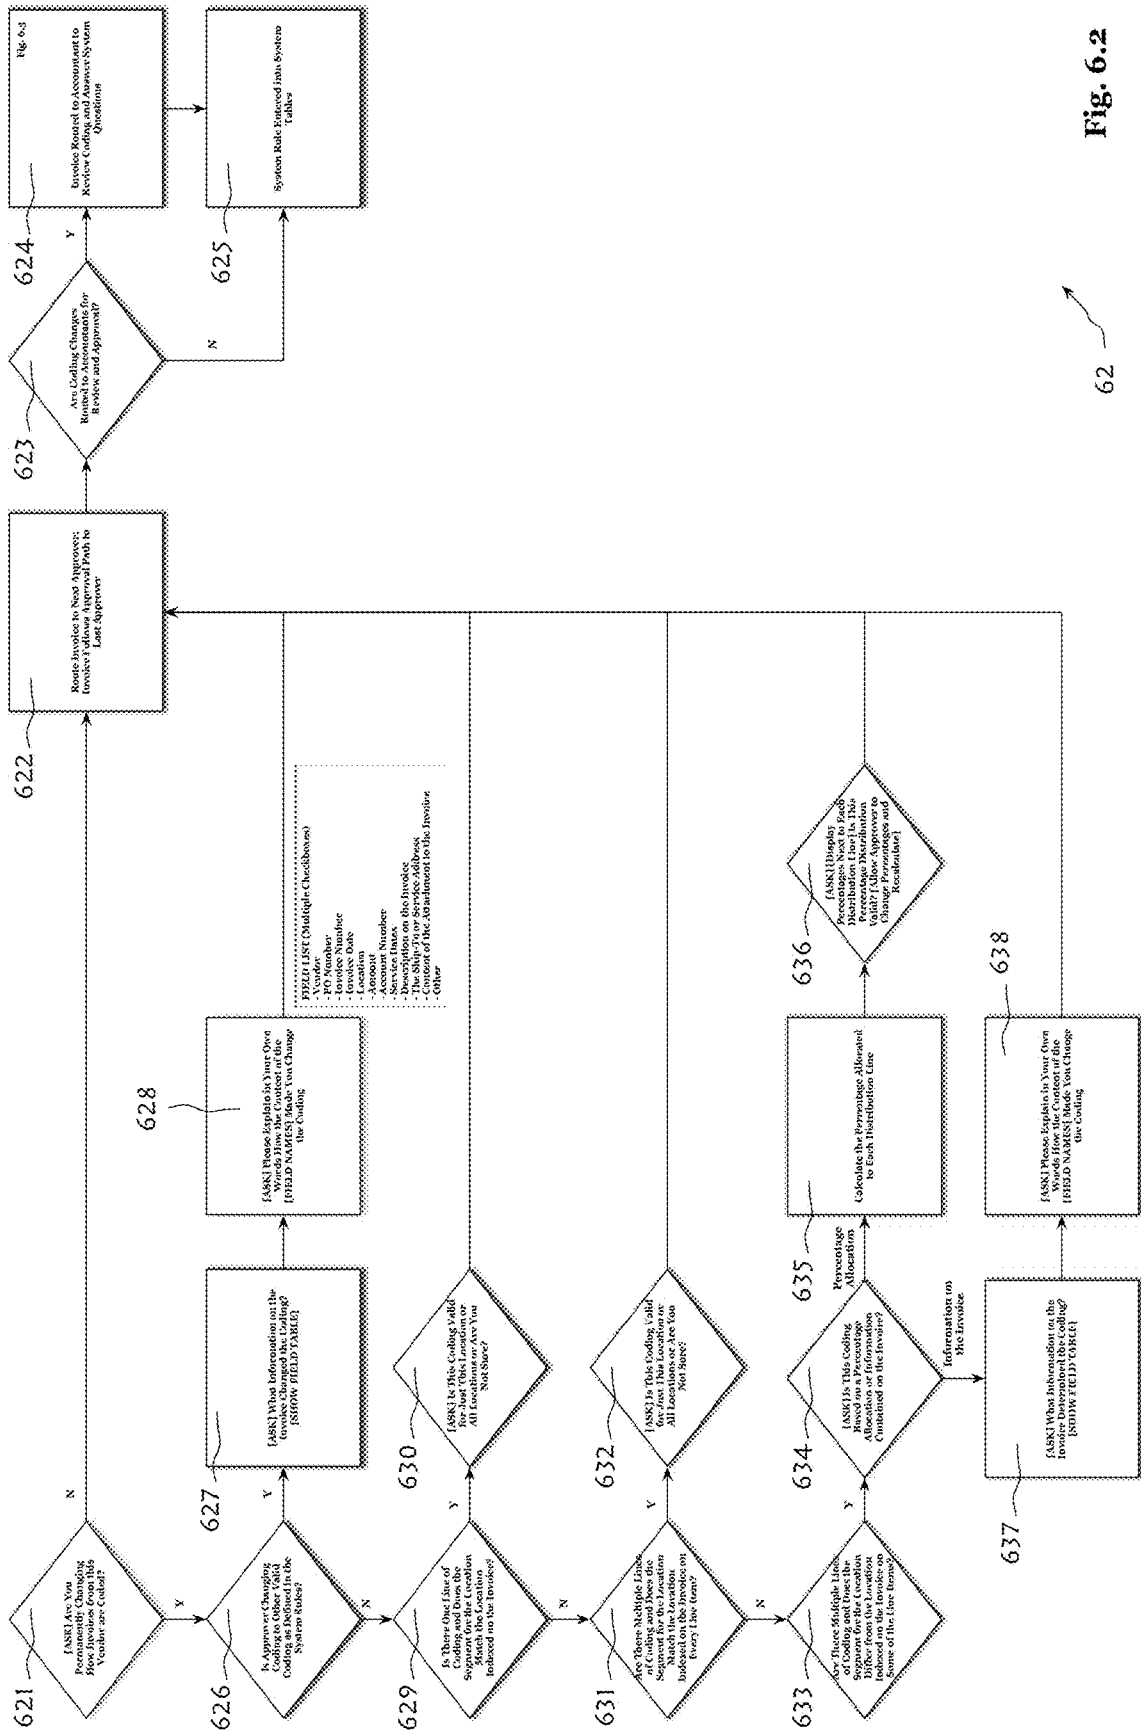 621
[ASK] Are You
Permanently Changing
How Invoices from this
Vendor are Coded?
N
Y
622
Route Invoice to Next Approver;
Invoice Follows Approval Path to
Last Approver
623
Are Coding Changes
Routed to Accountants for
Review and Approval?
Y
N
624
Fig. 6.3
Invoice Routed to Accountant to
Review Coding and Answer System
Questions
625
System Rule Entered into System
Tables
626
Is Approver Changing
Coding to Other Valid
Coding as Defined in the
System Rules?
Y
N
627
[ASK] What Information on the
Invoice Changed the Coding?
[SHOW FIELD TABLE]
628
[ASK] Please Explain in Your Own
Words How the Content of the
[FIELD NAMES] Made You Change
the Coding
FIELD LIST (Multiple Checkboxes)
- Vendor
- PO Number
- Invoice Number
- Invoice Date
- Location
- Amount
- Account Number
- Service Dates
- Description on the Invoice
- The Ship-To or Service Address
- Content of the Attachment to the Invoice
- Other
629
Is There One Line of
Coding and Does the
Segment for the Location
Match the Location
Indexed on the Invoice?
Y
N
630
[ASK] Is This Coding Valid
for Just This Location or
All Locations or Are You
Not Sure?
631
Are There Multiple Lines
of Coding and Does the
Segment for the Location
Match the Location
Indexed on the Invoice on
Every Line Item?
Y
N
632
[ASK] Is This Coding Valid
for Just This Location or
All Locations or Are You
Not Sure?
633
Are There Multiple Lines
of Coding and Does the
Segment for the Location
Differ from the Location
Indexed on the Invoice on
Some of the Line Items?
Y
634
[ASK] Is This Coding
Based on a Percentage
Allocation or Information
Contained on the Invoice?
Percentage
Allocation
Information on
the Invoice
635
Calculate the Percentage Allocated
to Each Distribution Line
636
[ASK] [Display
Percentages Next to Each
Distribution Line] Is This
Percentage Distribution
Valid? [Allow Approver to
Change Percentages and
Recalculate]
637
[ASK] What Information on the
Invoice Determined the Coding?
[SHOW FIELD TABLE]
638
[ASK] Please Explain in Your Own
Words How the Content of the
[FIELD NAMES] Made You Change
the Coding
62
Fig. 6.2